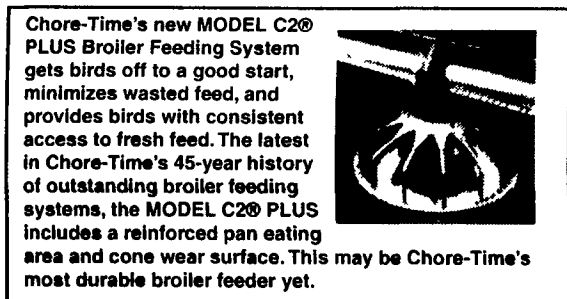 Chore-Time's new MODEL C2®
PLUS Broiler Feeding System
gets birds off to a good start,
minimizes wasted feed, and
provides birds with consistent
access to fresh feed. The latest
in Chore-Time's 45-year history
of outstanding broiler feeding
systems, the MODEL C2® PLUS
includes a reinforced pan eating
area and cone wear surface. This may be Chore-Time's
most durable broiler feeder yet.